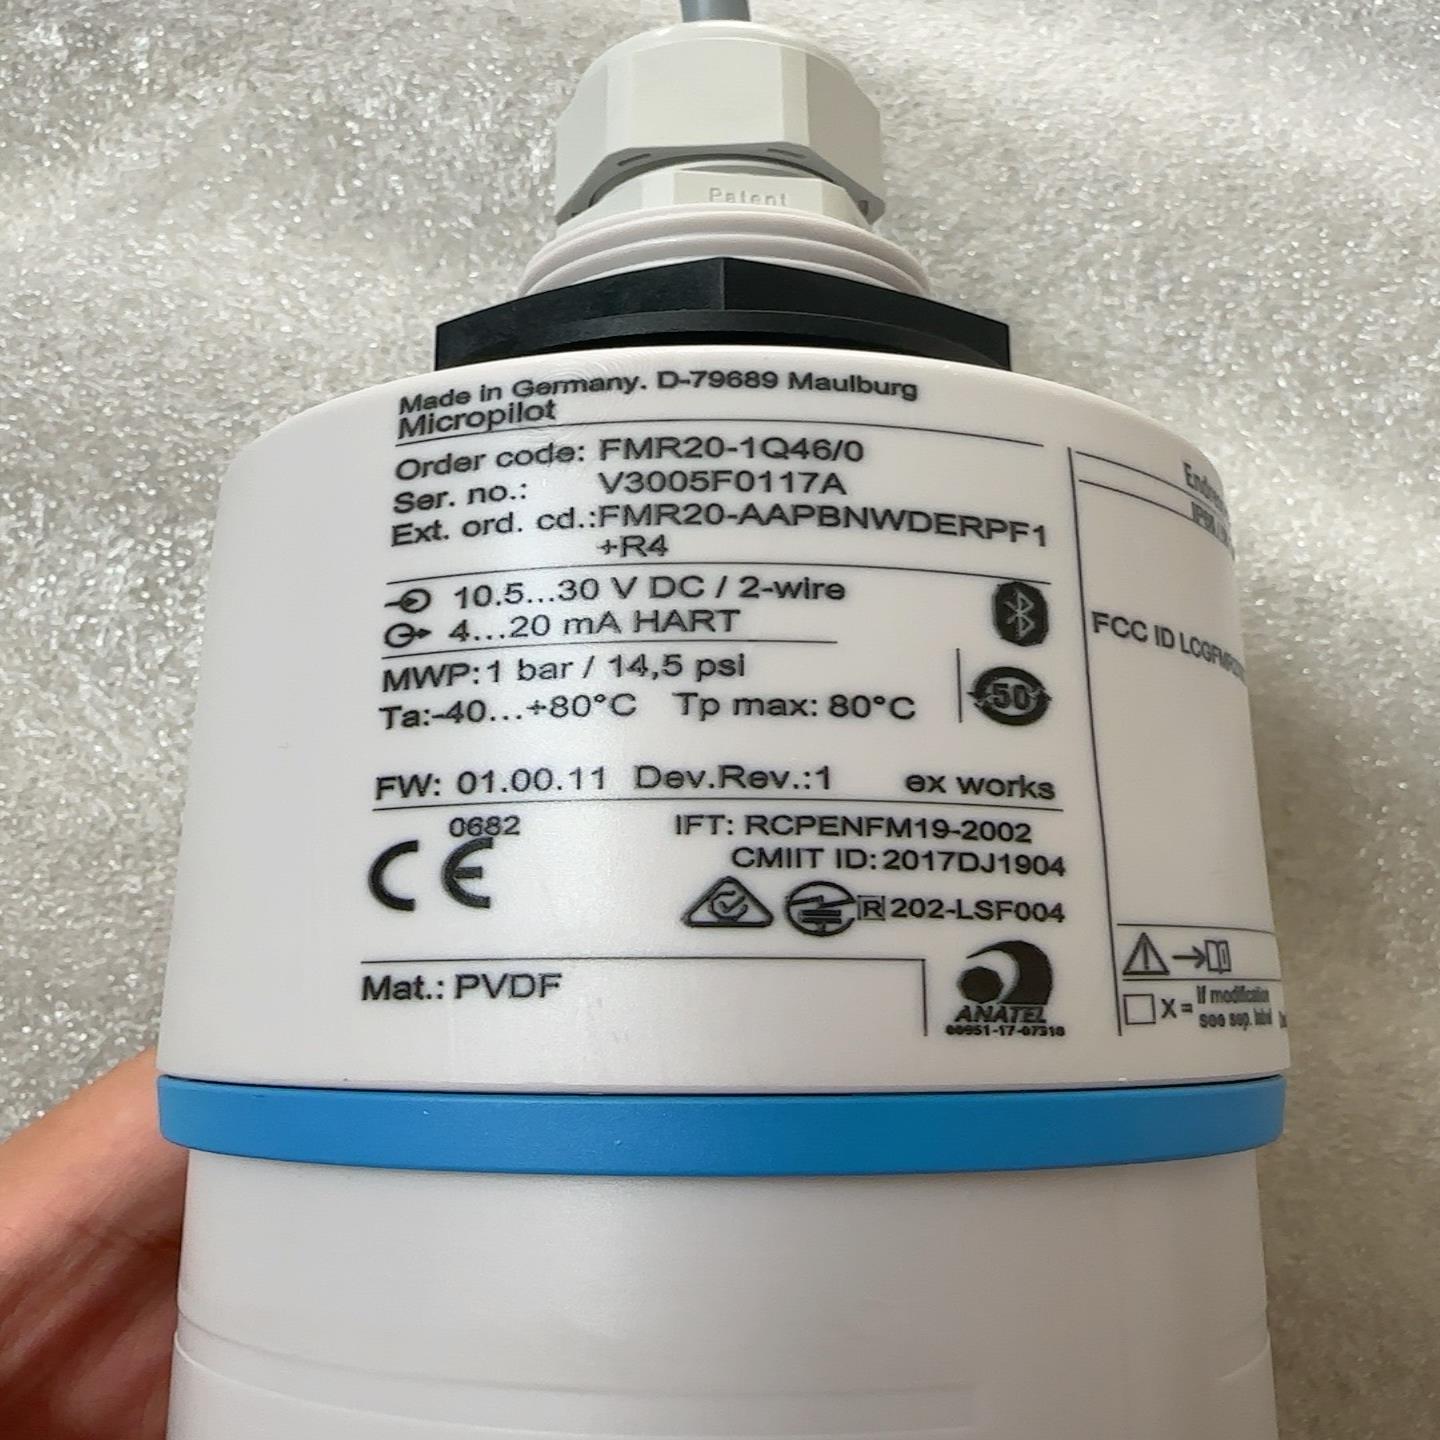 Patent
Made in Germany. D-79689 Maulburg
Micropilot
Order code: FMR20-1Q46/0
Ser. no.: V3005F0117A
Ext. ord. cd.:FMR20-AAPBNWDERPF1
+R4
10.5...30 V DC / 2-wire
4...20 mA HART
MWP:1 bar / 14,5 psi
Ta:-40...+80°C Tp max: 80°C
50
FW: 01.00.11 Dev.Rev.:1 ex works
0682
CE
IFT: RCPENFM19-2002
CMIIT ID: 2017DJ1904
R 202-LSF004
Mat.: PVDF
ANATEL
00951-17-07310
FCC ID
X = If modification
see sep. label